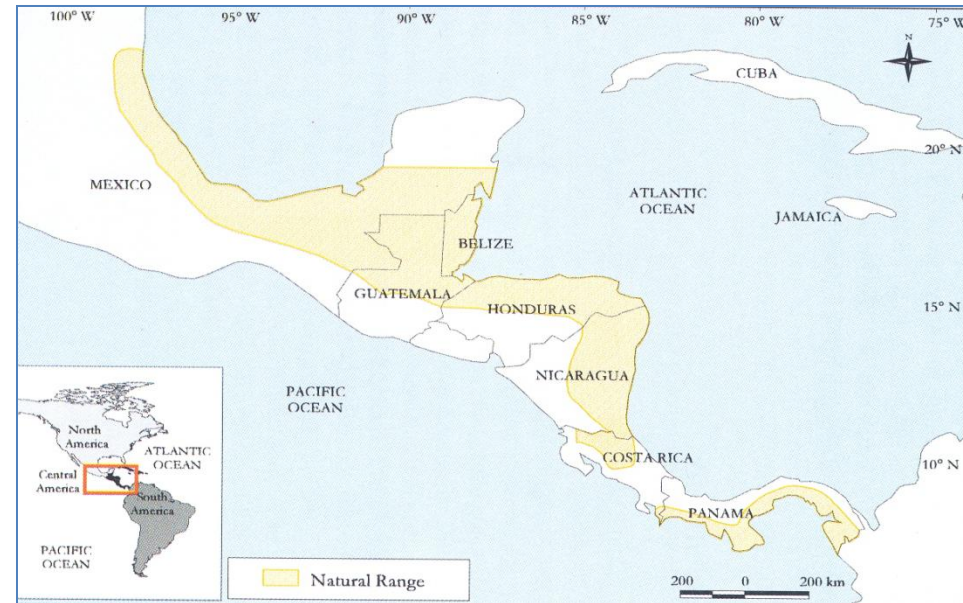 100° W
95° W
90° W
85° W
80° W
75° W
N
CUBA
20° N
MEXICO
ATLANTIC
OCEAN
JAMAICA
BELIZE
GUATEMALA
HONDURAS
15° N
NICARAGUA
PACIFIC
OCEAN
COSTA RICA
10° N
PANAMA
North
America
ATLANTIC
OCEAN
Central
America
South
America
PACIFIC
OCEAN
Natural Range
200 0 200 km